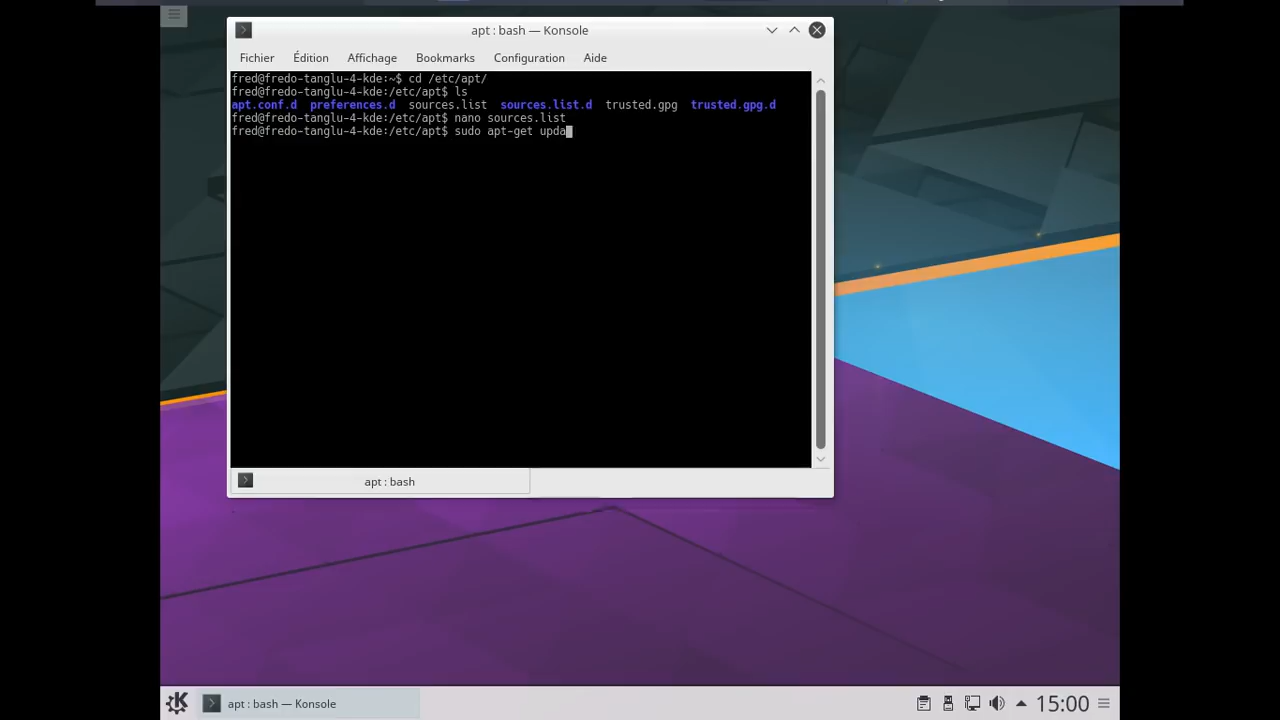 apt : bash — Konsole
Fichier Édition Affichage Bookmarks Configuration Aide
fred@fredo-tanglu-4-kde:~$ cd /etc/apt/
fred@fredo-tanglu-4-kde:/etc/apt$ ls
apt.conf.d preferences.d sources.list sources.list.d trusted.gpg trusted.gpg.d
fred@fredo-tanglu-4-kde:/etc/apt$ nano sources.list
fred@fredo-tanglu-4-kde:/etc/apt$ sudo apt-get upda
apt : bash
apt : bash — Konsole
15:00